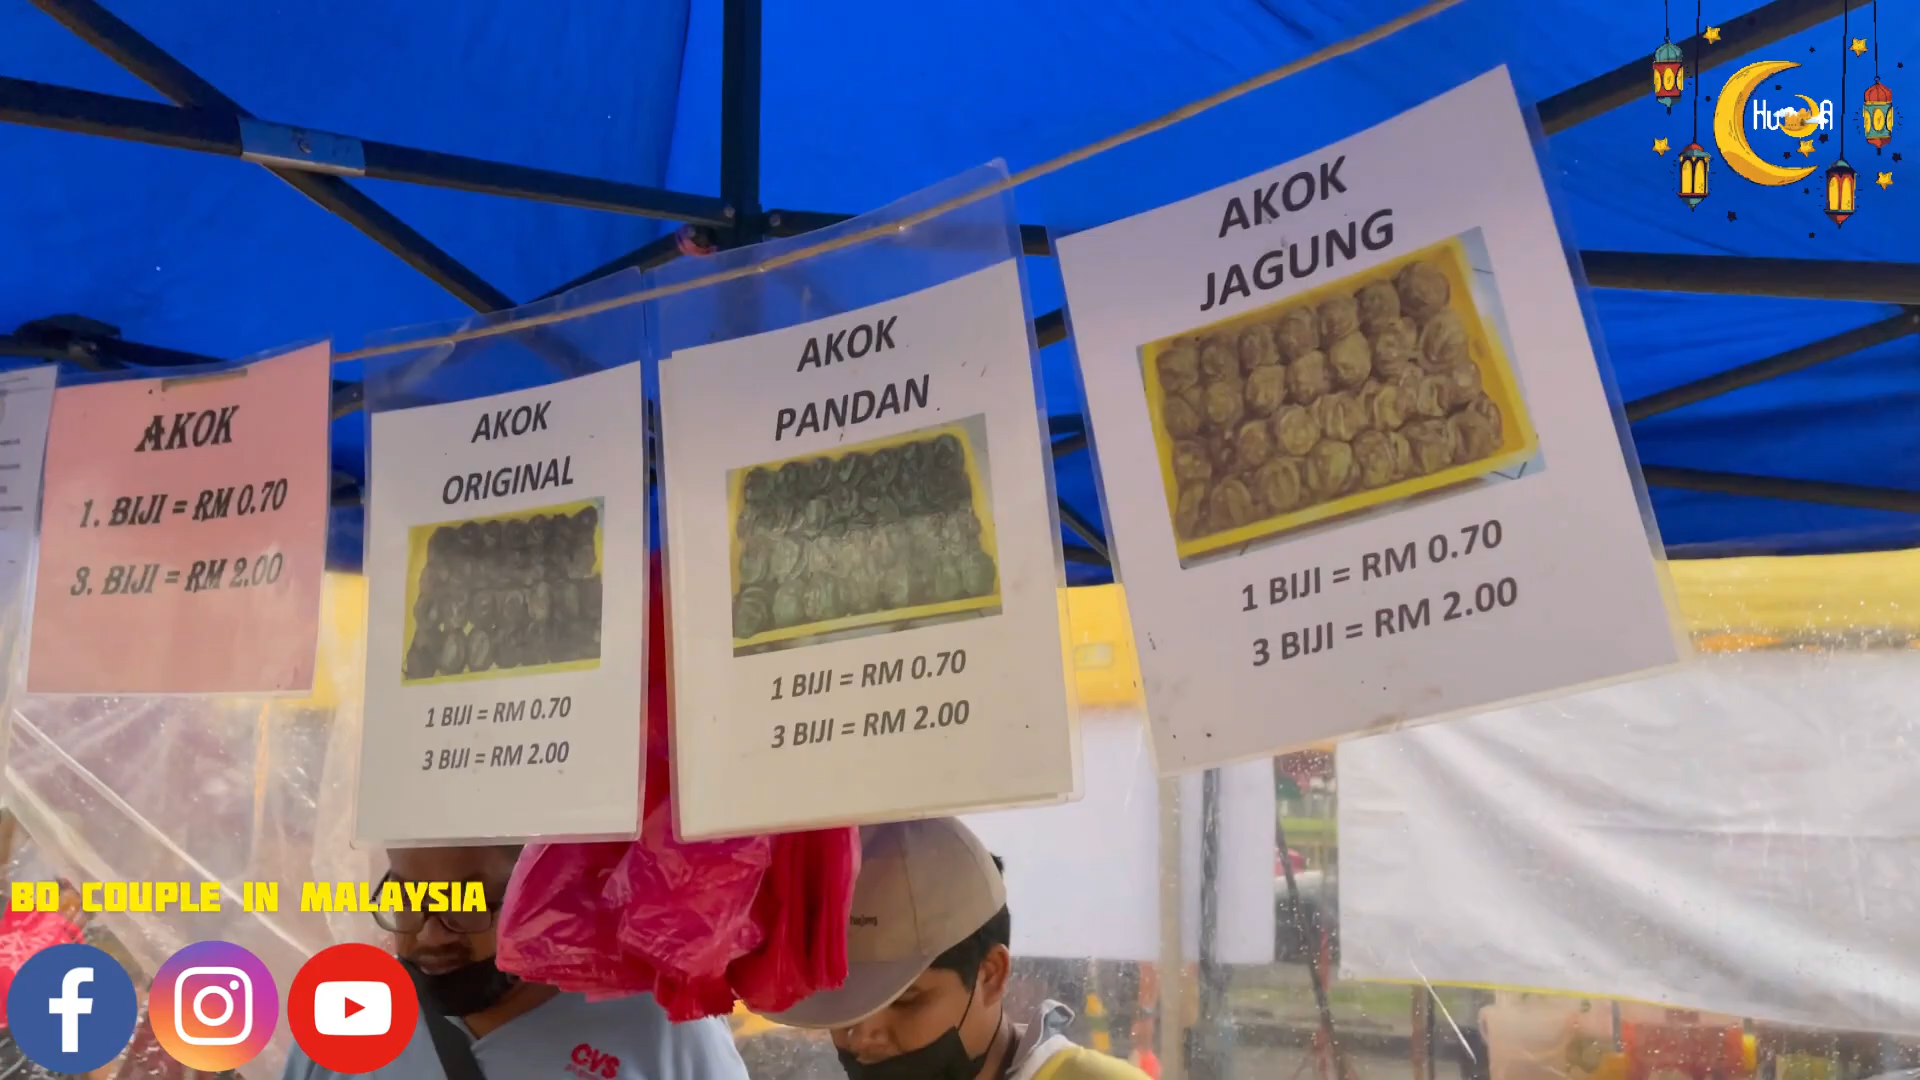 AKOK
1. BIJI = RM 0.70
3. BIJI = RM 2.00
AKOK
ORIGINAL
1 BIJI = RM 0.70
3 BIJI = RM 2.00
AKOK
PANDAN
1 BIJI = RM 0.70
3 BIJI = RM 2.00
AKOK
JAGUNG
1 BIJI = RM 0.70
3 BIJI = RM 2.00
BD COUPLE IN MALAYSIA
CVS